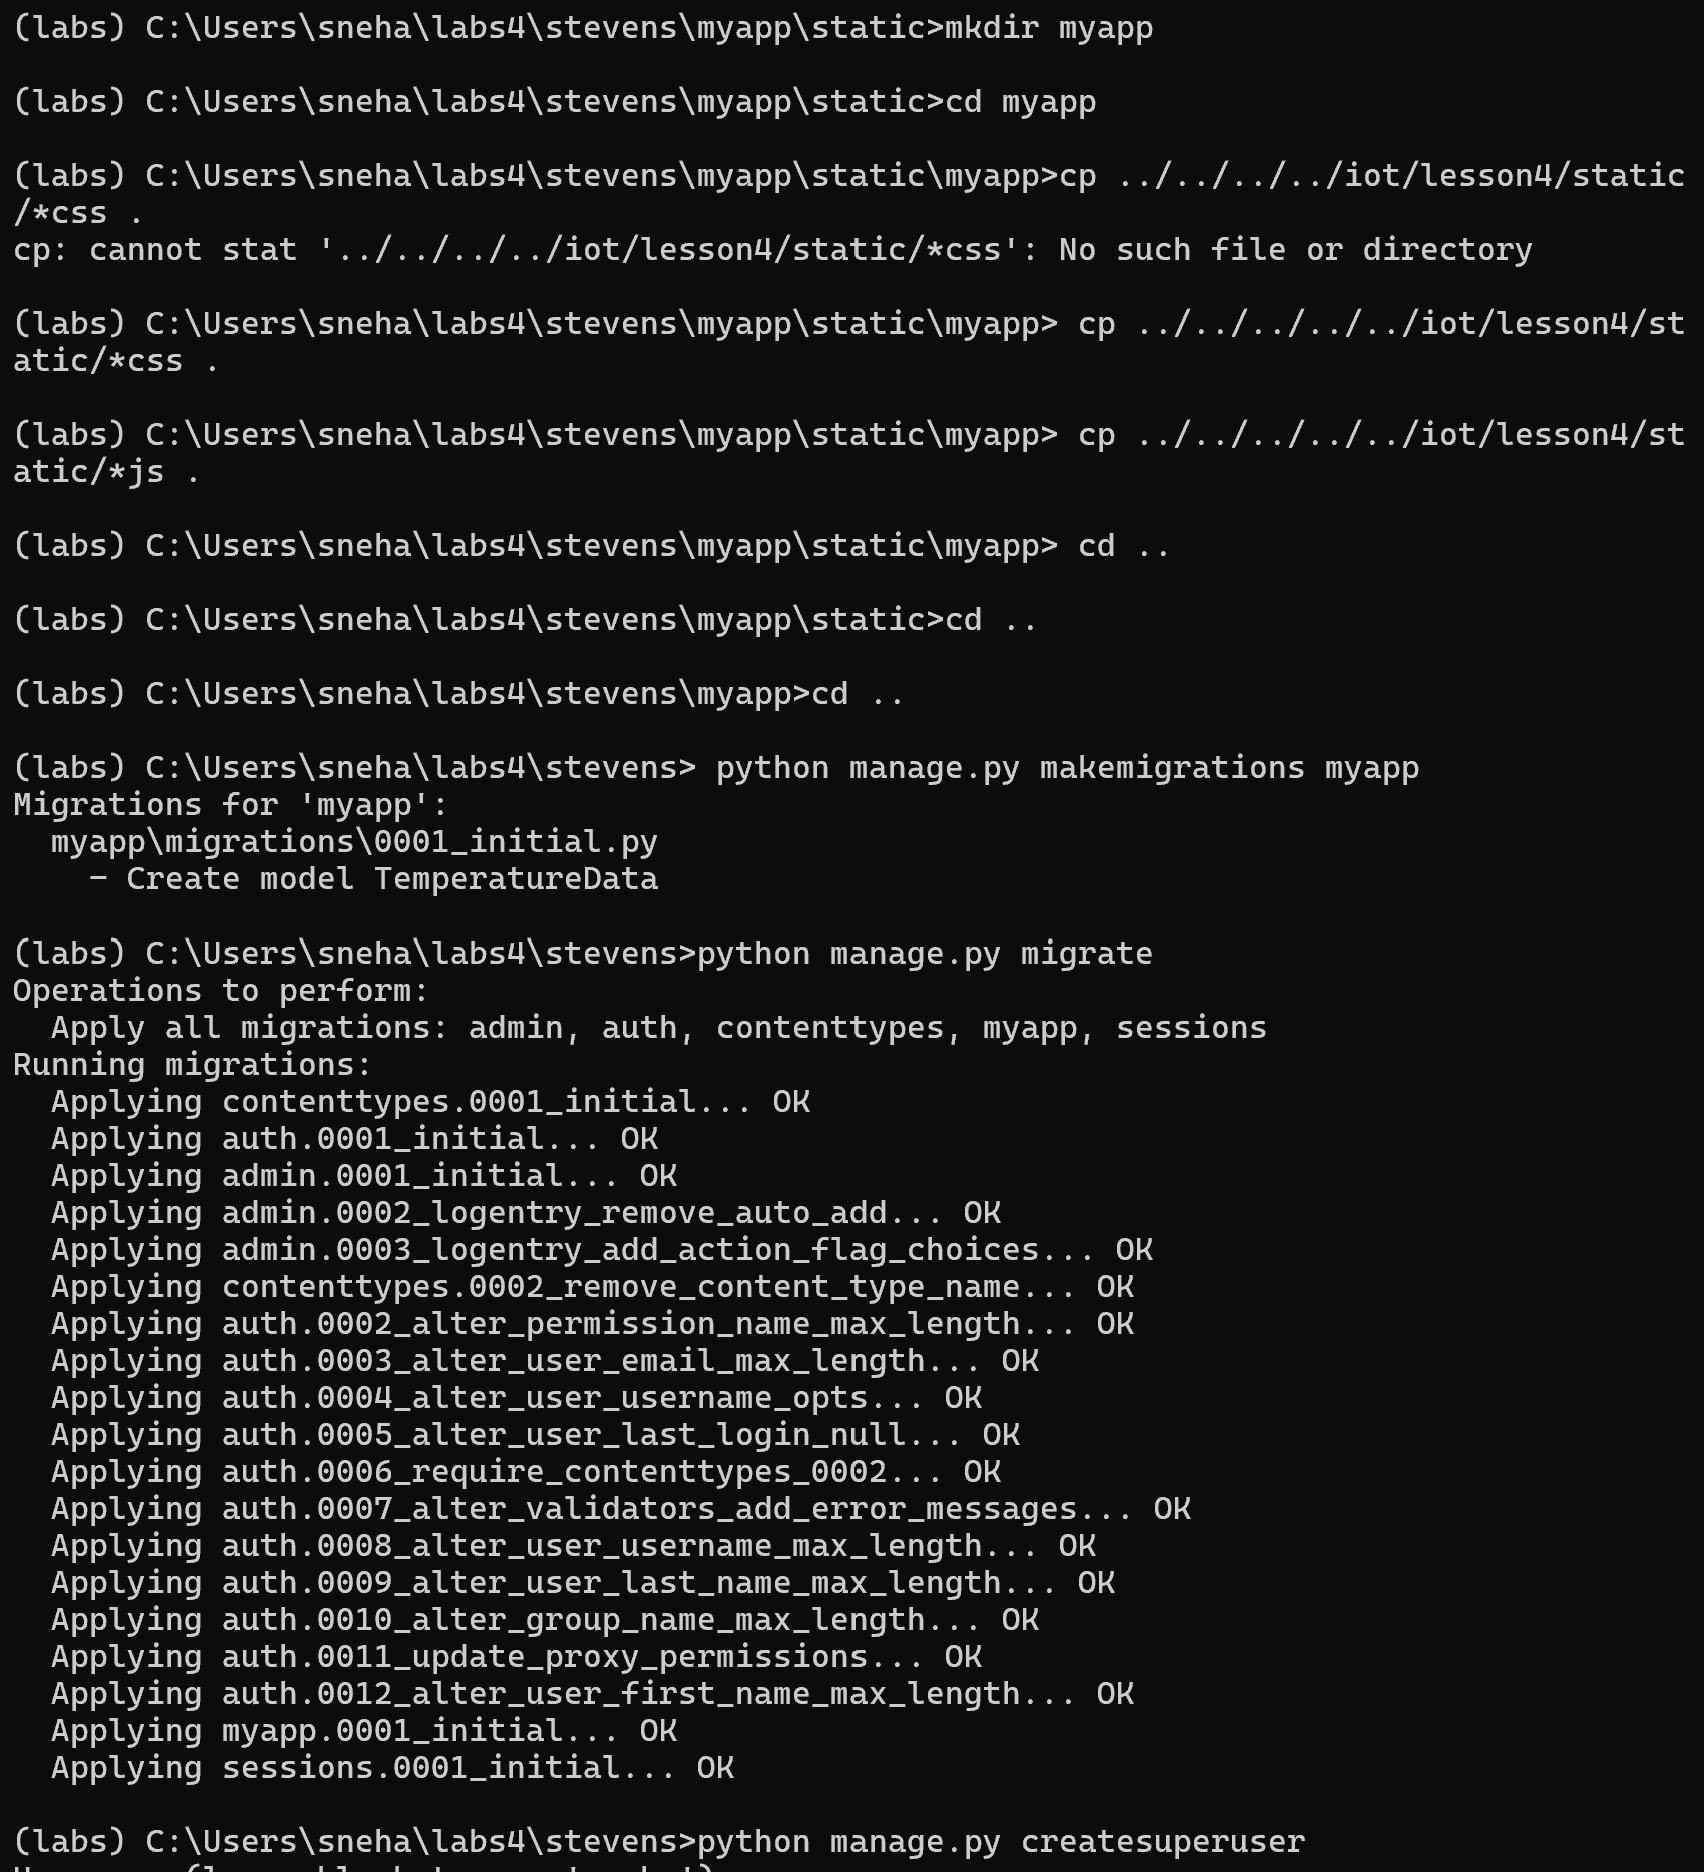 (labs) C:\Users\sneha\labs4\stevens\myapp\static>mkdir myapp
(labs) C:\Users\sneha\labs4\stevens\myapp\static>cd myapp
(labs) C:\Users\sneha\labs4\stevens\myapp\static\myapp>cp ../../../../iot/lesson4/static
/*css .
cp: cannot stat '../../../../iot/lesson4/static/*css': No such file or directory
(labs) C:\Users\sneha\labs4\stevens\myapp\static\myapp> cp ../../../../../iot/lesson4/st
atic/*css .
(labs) C:\Users\sneha\labs4\stevens\myapp\static\myapp> cp ../../../../../iot/lesson4/st
atic/*js .
(labs) C:\Users\sneha\labs4\stevens\myapp\static\myapp> cd ..
(labs) C:\Users\sneha\labs4\stevens\myapp\static>cd ..
(labs) C:\Users\sneha\labs4\stevens\myapp>cd ..
(labs) C:\Users\sneha\labs4\stevens> python manage.py makemigrations myapp
Migrations for 'myapp':
  myapp\migrations\0001_initial.py
    - Create model TemperatureData
(labs) C:\Users\sneha\labs4\stevens>python manage.py migrate
Operations to perform:
  Apply all migrations: admin, auth, contenttypes, myapp, sessions
Running migrations:
  Applying contenttypes.0001_initial... OK
  Applying auth.0001_initial... OK
  Applying admin.0001_initial... OK
  Applying admin.0002_logentry_remove_auto_add... OK
  Applying admin.0003_logentry_add_action_flag_choices... OK
  Applying contenttypes.0002_remove_content_type_name... OK
  Applying auth.0002_alter_permission_name_max_length... OK
  Applying auth.0003_alter_user_email_max_length... OK
  Applying auth.0004_alter_user_username_opts... OK
  Applying auth.0005_alter_user_last_login_null... OK
  Applying auth.0006_require_contenttypes_0002... OK
  Applying auth.0007_alter_validators_add_error_messages... OK
  Applying auth.0008_alter_user_username_max_length... OK
  Applying auth.0009_alter_user_last_name_max_length... OK
  Applying auth.0010_alter_group_name_max_length... OK
  Applying auth.0011_update_proxy_permissions... OK
  Applying auth.0012_alter_user_first_name_max_length... OK
  Applying myapp.0001_initial... OK
  Applying sessions.0001_initial... OK
(labs) C:\Users\sneha\labs4\stevens>python manage.py createsuperuser